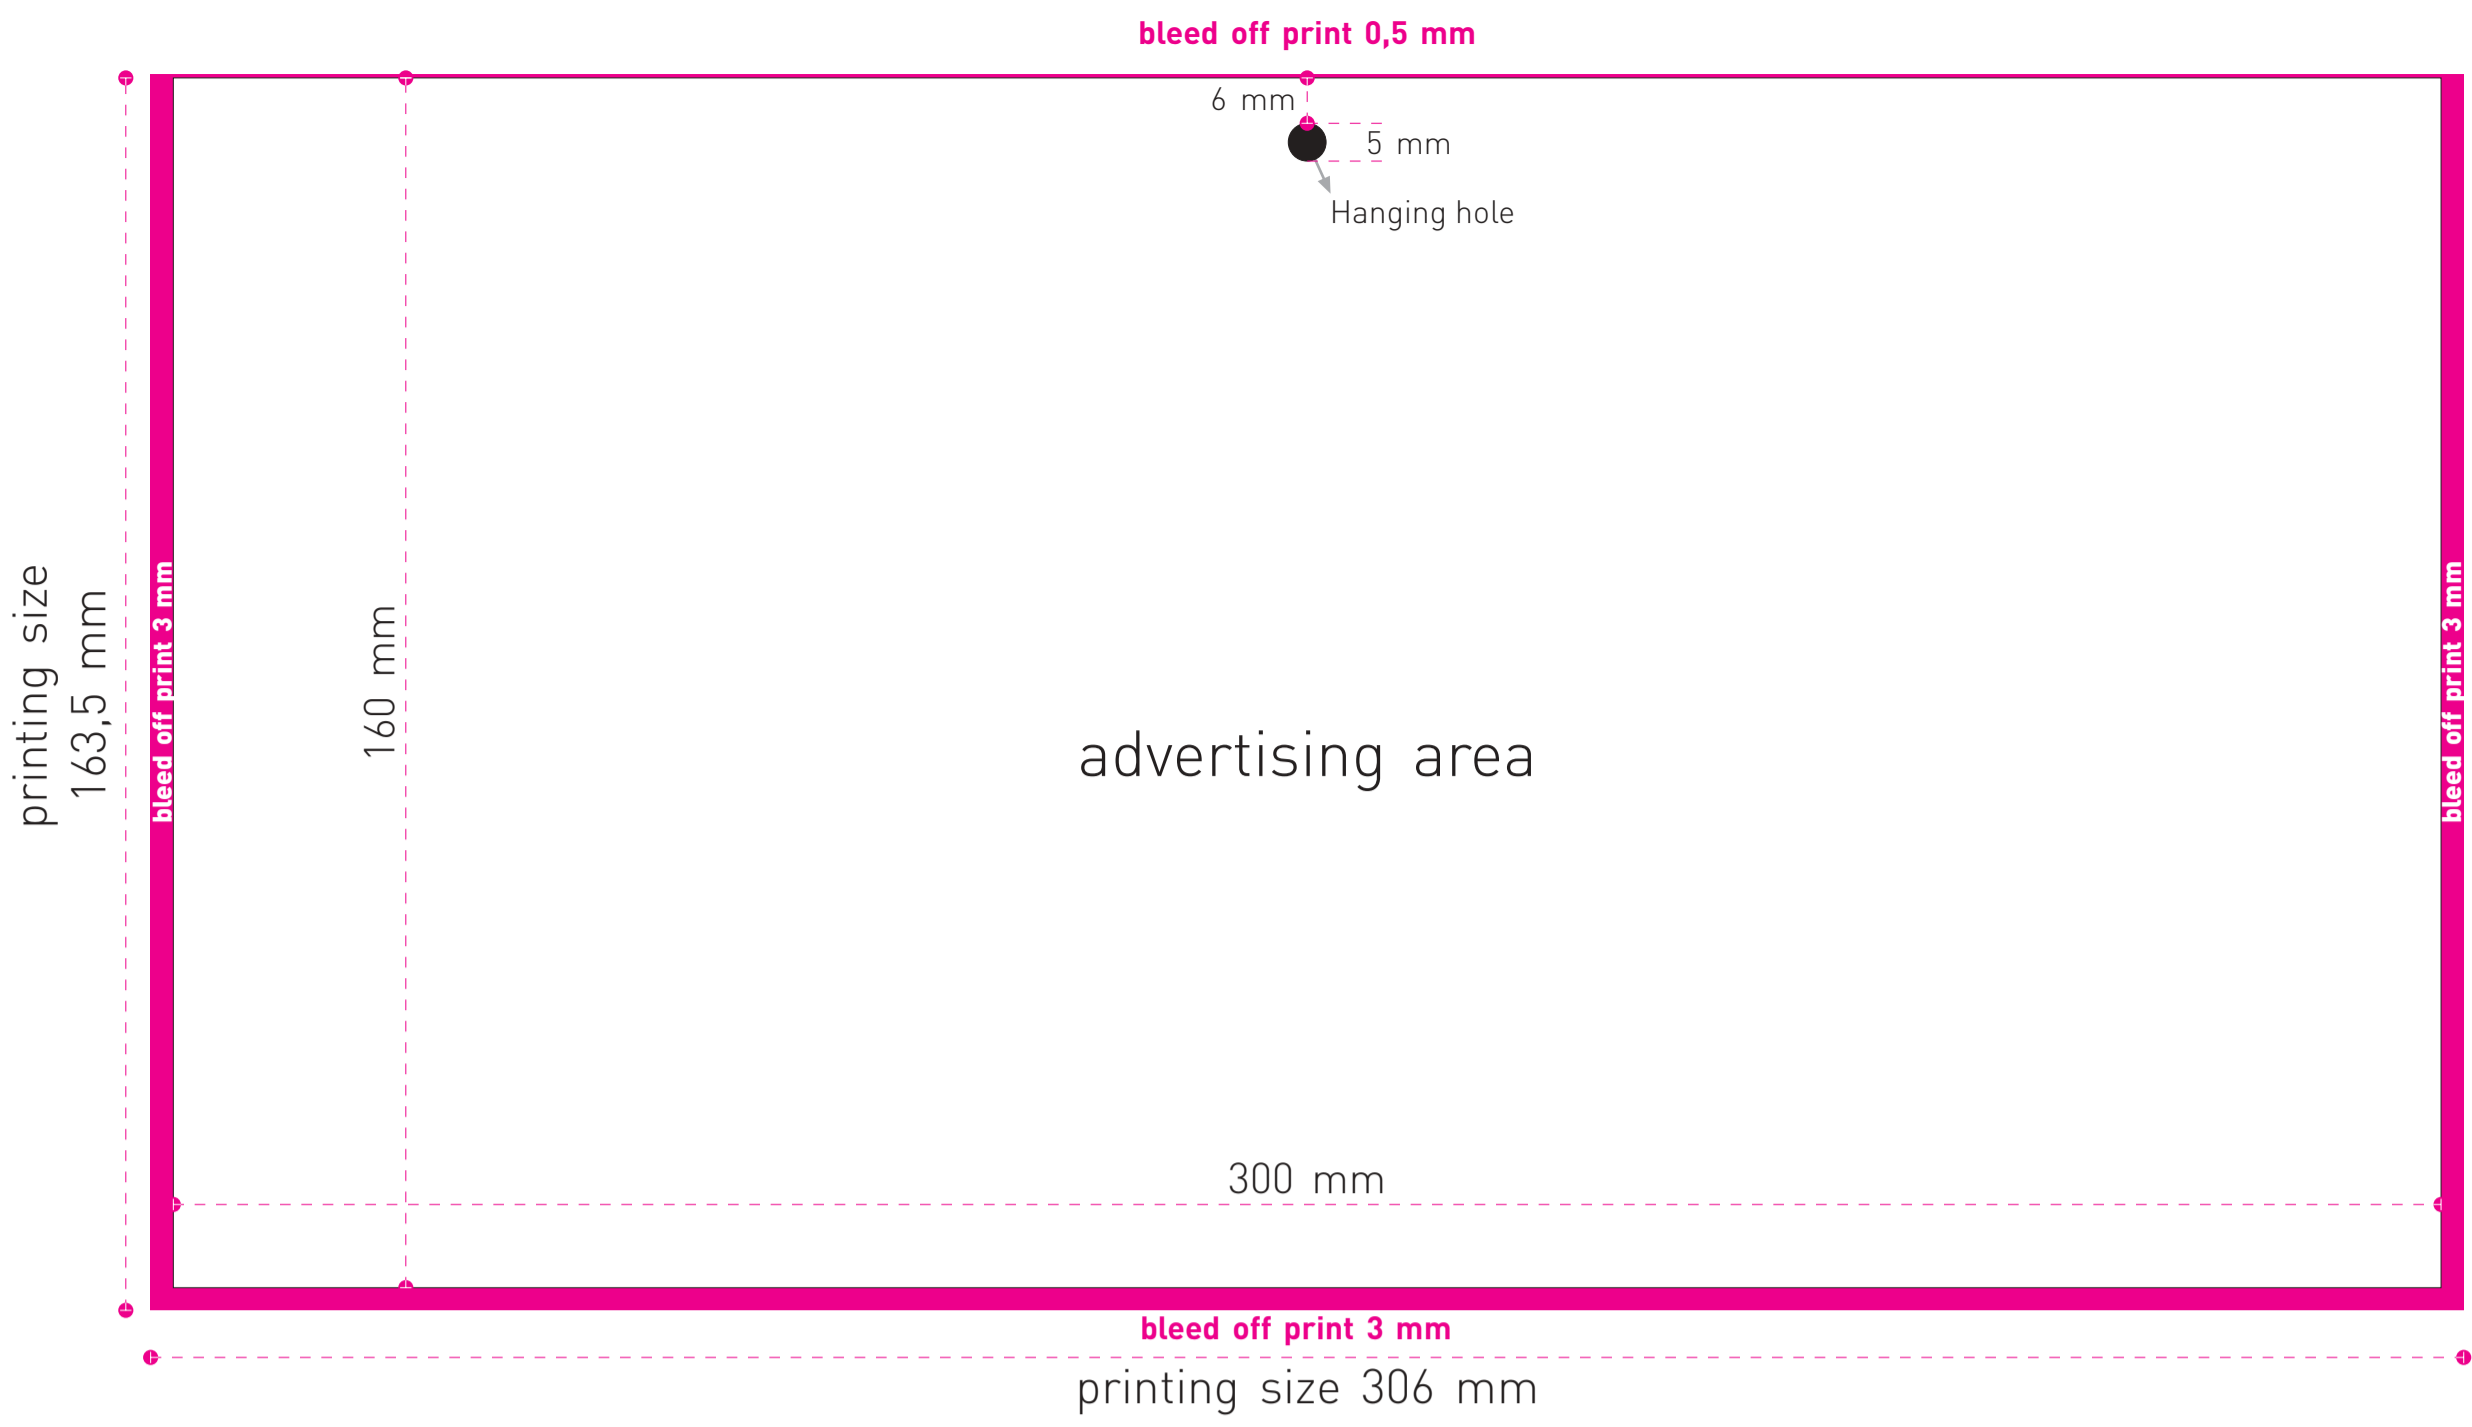 bleed off print 0,5 mm
6 mm
5 mm
Hanging hole
printing size
163,5 mm
bleed off print 3 mm
160 mm
advertising area
bleed off print 3 mm
300 mm
bleed off print 3 mm
printing size 306 mm